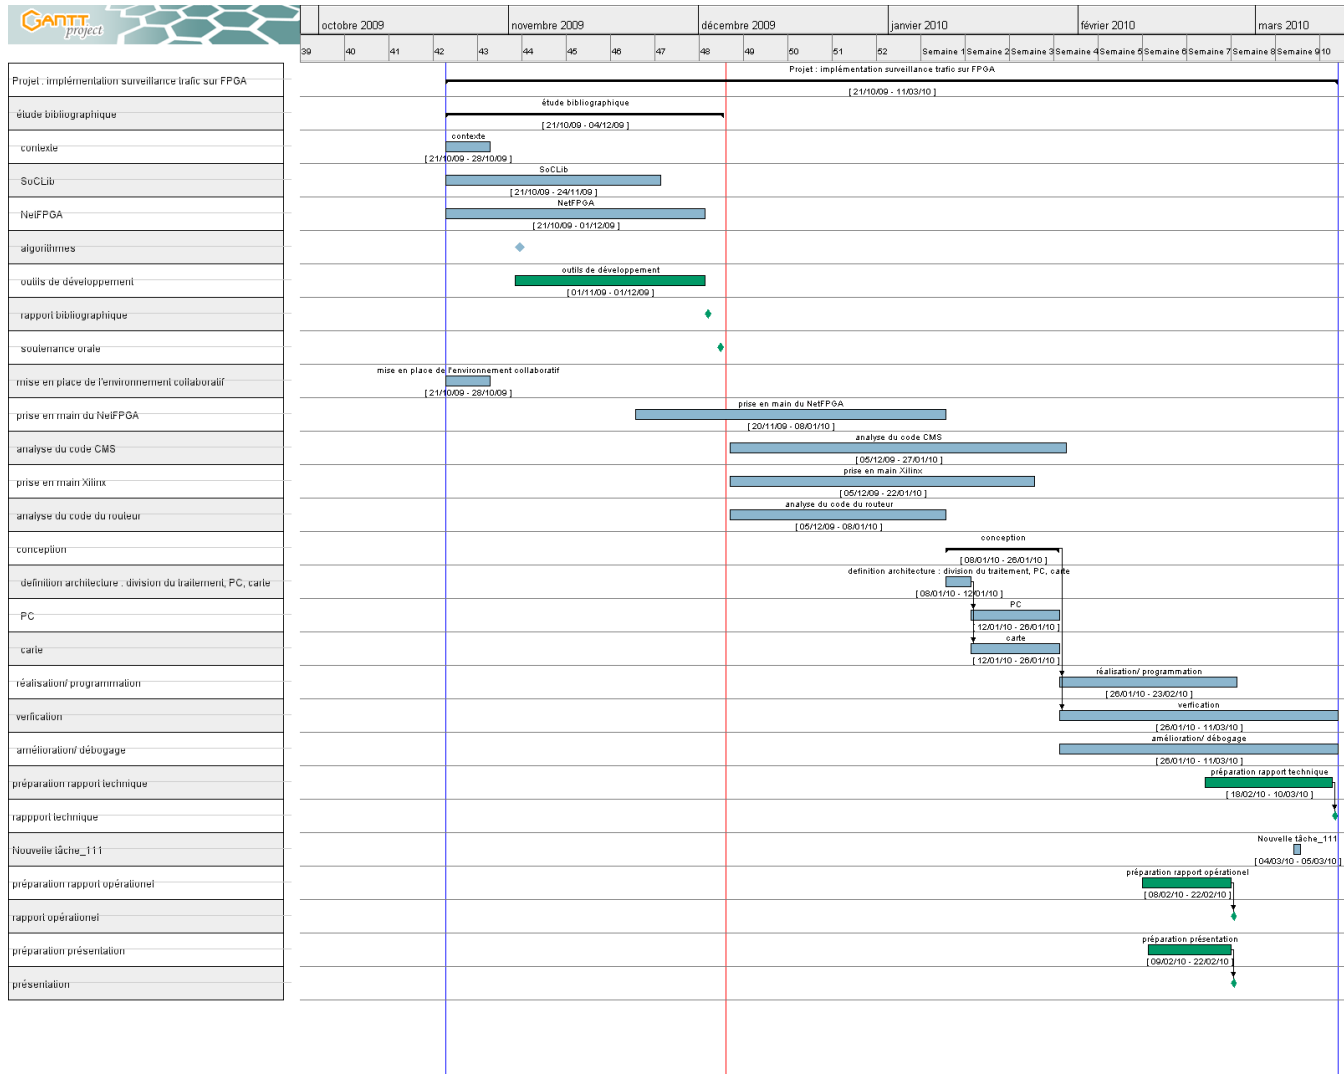 GANTT
project
octobre 2009
novembre 2009
décembre 2009
janvier 2010
février 2010
mars 2010
39 40 41 42 43 44 45 46 47 48 49 50 51 52 Semaine 1 Semaine 2 Semaine 3 Semaine 4 Semaine 5 Semaine 6 Semaine 7 Semaine 8 Semaine 9 10
Projet : implémentation surveillance trafic sur FPGA
Projet : implémentation surveillance trafic sur FPGA
[ 21/10/09 - 11/03/10 ]
étude bibliographique
étude bibliographique
[ 21/10/09 - 04/12/09 ]
contexte
contexte
[ 21/10/09 - 28/10/09 ]
SoCLib
SoCLib
[ 21/10/09 - 24/11/09 ]
NetFPGA
NetFPGA
[ 21/10/09 - 01/12/09 ]
algorithmes
outils de développement
outils de développement
[ 01/11/09 - 01/12/09 ]
rapport bibliographique
soutenance orale
mise en place de l'environnement collaboratif
mise en place de l'environnement collaboratif
[ 21/10/09 - 28/10/09 ]
prise en main du NetFPGA
prise en main du NetFPGA
[ 20/11/09 - 08/01/10 ]
analyse du code CMS
analyse du code CMS
[ 05/12/09 - 27/01/10 ]
prise en main Xilinx
prise en main Xilinx
[ 05/12/09 - 22/01/10 ]
analyse du code du routeur
analyse du code du routeur
[ 05/12/09 - 08/01/10 ]
conception
conception
[ 08/01/10 - 26/01/10 ]
definition architecture : division du traitement, PC, carte
definition architecture : division du traitement, PC, carte
[ 08/01/10 - 12/01/10 ]
PC
PC
[ 12/01/10 - 26/01/10 ]
carte
carte
[ 12/01/10 - 26/01/10 ]
réalisation/ programmation
réalisation/ programmation
[ 26/01/10 - 23/02/10 ]
verfication
verfication
[ 26/01/10 - 11/03/10 ]
amélioration/ débogage
amélioration/ débogage
[ 26/01/10 - 11/03/10 ]
préparation rapport technique
préparation rapport technique
[ 18/02/10 - 10/03/10 ]
rappport technique
Nouvelle tâche_111
Nouvelle tâche_111
[ 04/03/10 - 05/03/10 ]
préparation rapport opérationel
préparation rapport opérationel
[ 08/02/10 - 22/02/10 ]
rapport opérationel
préparation présentation
préparation présentation
[ 09/02/10 - 22/02/10 ]
présentation